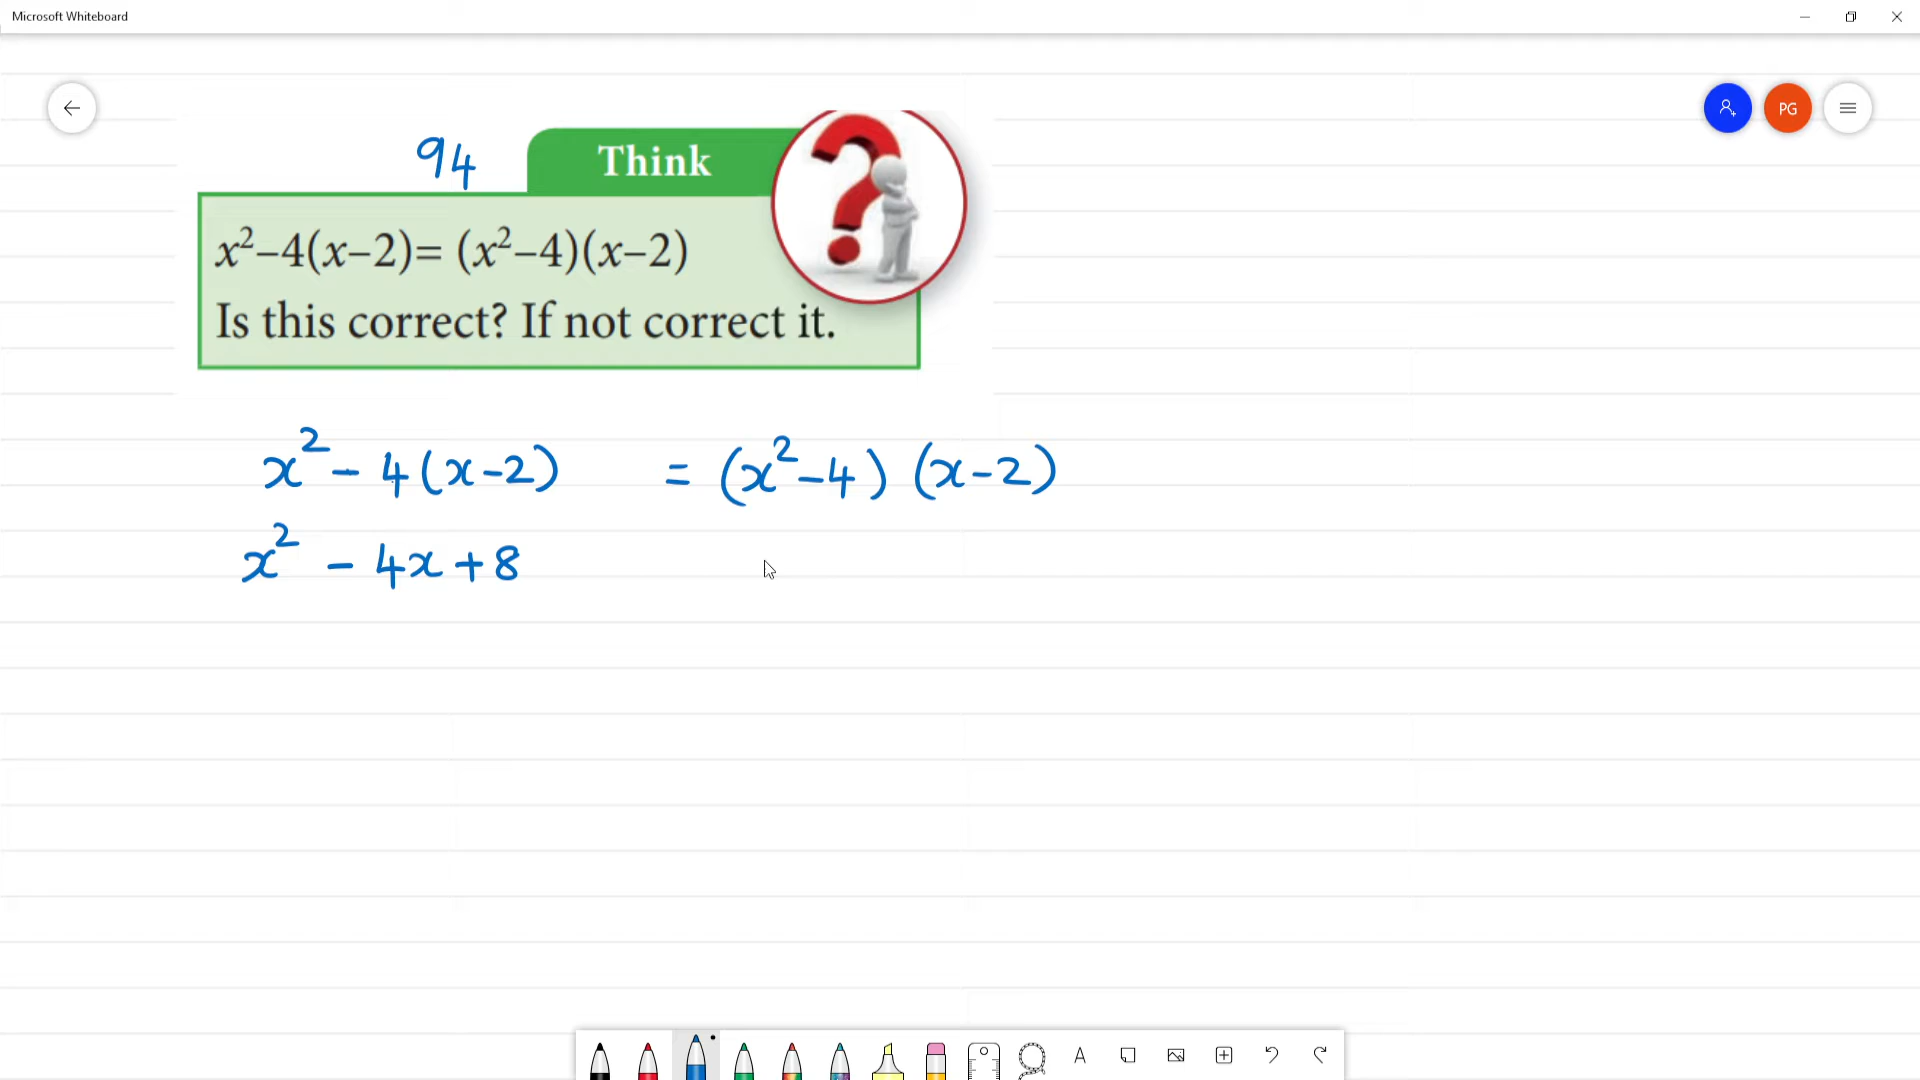 Microsoft Whiteboard
PG
94
Think
x²–4(x–2)= (x²–4)(x–2)
Is this correct? If not correct it.
x² – 4(x–2) = (x²–4) (x–2)
x² – 4x+8
A